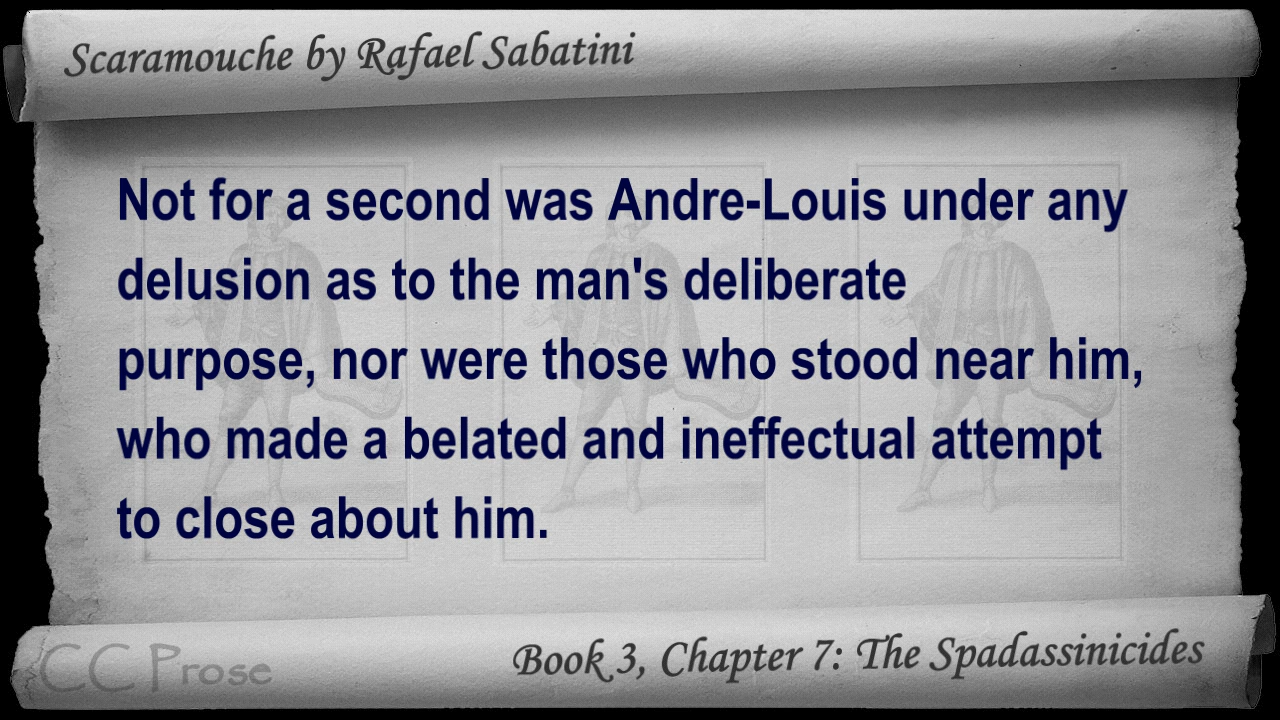 Scaramouche by Rafael Sabatini
Not for a second was Andre-Louis under any
delusion as to the man's deliberate
purpose, nor were those who stood near him,
who made a belated and ineffectual attempt
to close about him.
CC Prose
Book 3, Chapter 7: The Spadassinicides